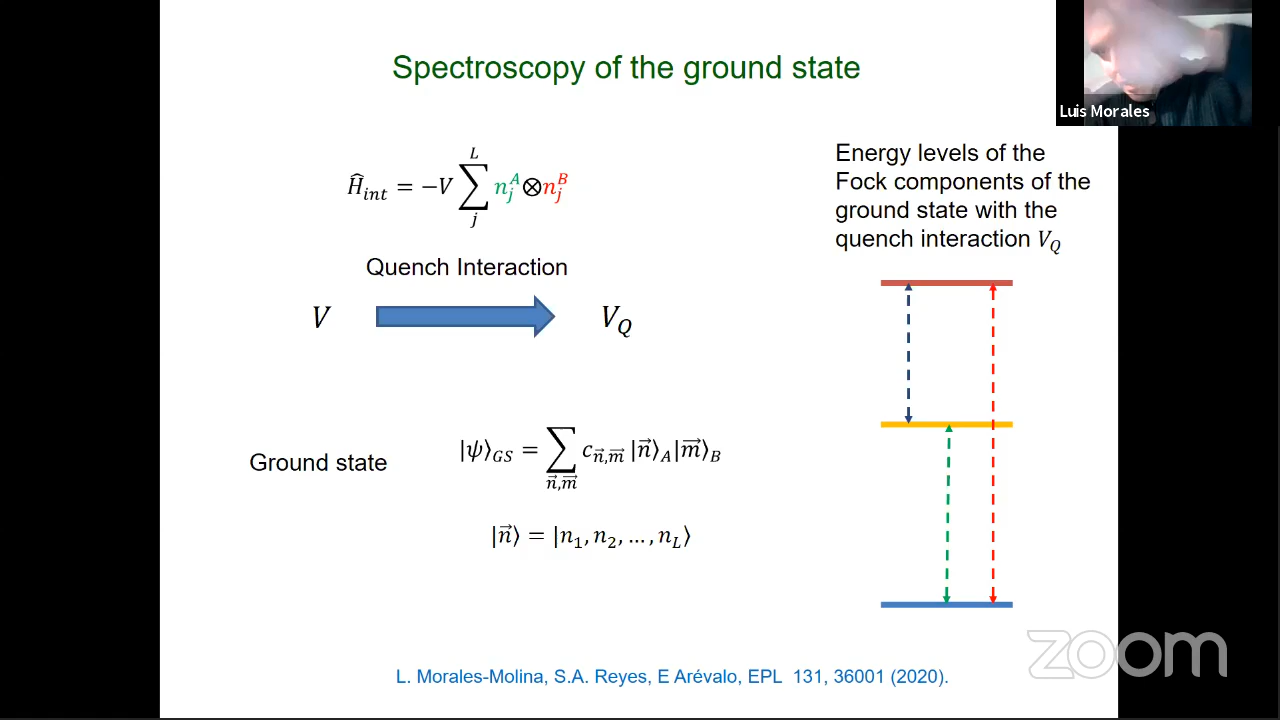 Spectroscopy of the ground state
Luis Morales
Ĥ_int = −V ∑_j^L n_j^A ⊗ n_j^B
Quench Interaction
V
V_Q
Energy levels of the
Fock components of the
ground state with the
quench interaction V_Q
Ground state
|ψ⟩_GS = ∑_{n⃗,m⃗} c_{n⃗,m⃗} |n⃗⟩_A |m⃗⟩_B
|n⃗⟩ = |n_1, n_2, …, n_L⟩
L. Morales-Molina, S.A. Reyes, E Arévalo, EPL 131, 36001 (2020).
zoom